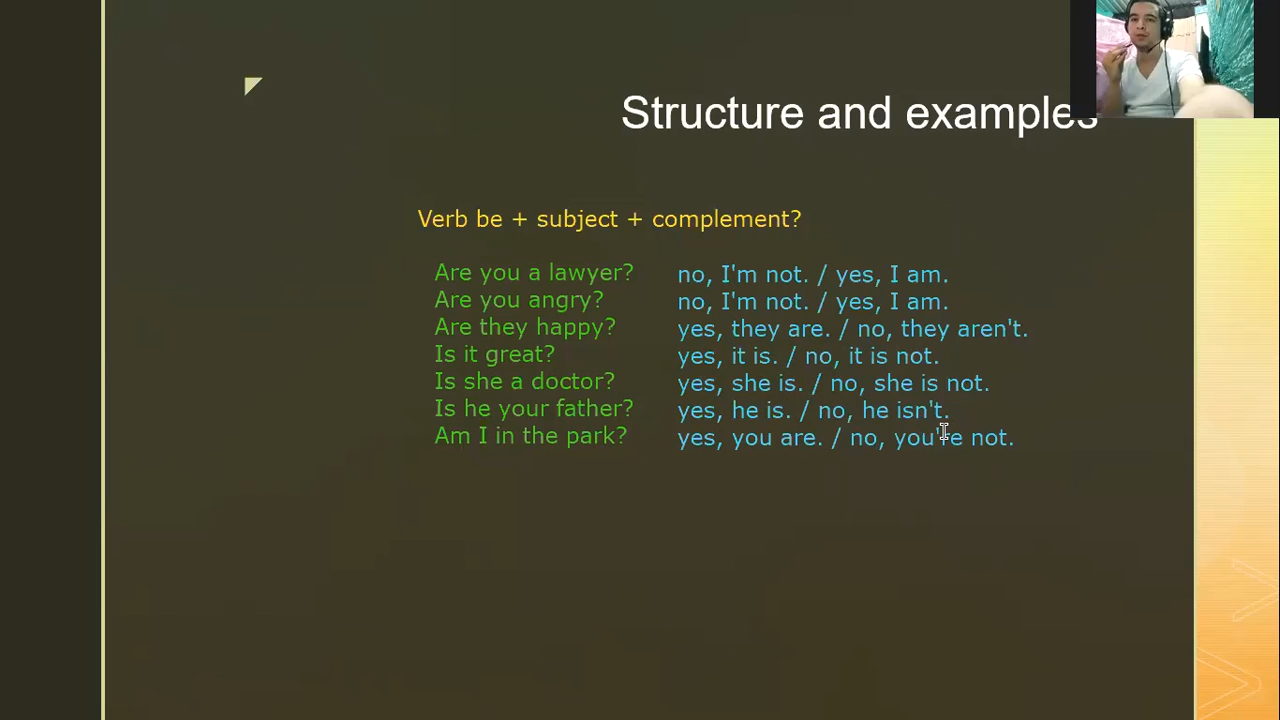 Structure and examples
Verb be + subject + complement?
Are you a lawyer? no, I'm not. / yes, I am.
Are you angry? no, I'm not. / yes, I am.
Are they happy? yes, they are. / no, they aren't.
Is it great? yes, it is. / no, it is not.
Is she a doctor? yes, she is. / no, she is not.
Is he your father? yes, he is. / no, he isn't.
Am I in the park? yes, you are. / no, you're not.